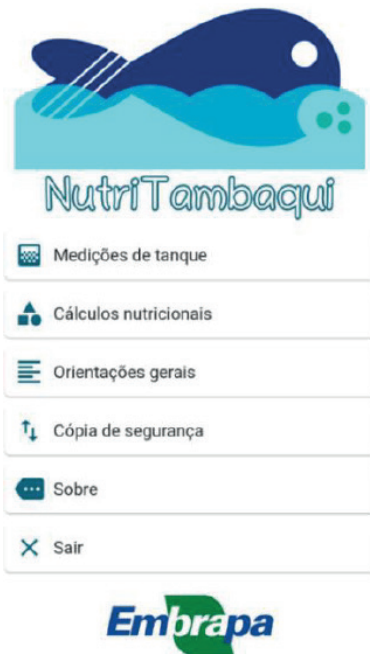 NutriTambaqui
Medições de tanque
Cálculos nutricionais
Orientações gerais
Cópia de segurança
Sobre
Sair
Embrapa